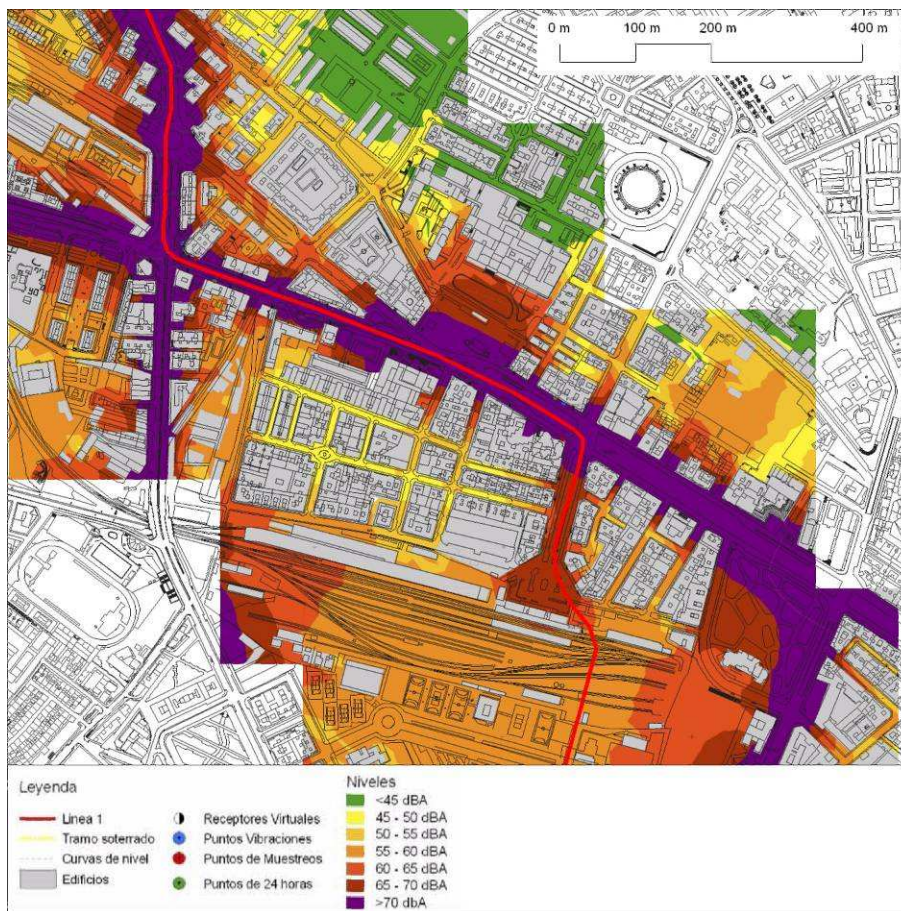 0 m 100 m 200 m 400 m
Leyenda
Linea 1
Tramo soterrado
Curvas de nivel
Edificios
Receptores Virtuales
Puntos Vibraciones
Puntos de Muestreos
Puntos de 24 horas
Niveles
<45 dBA
45 - 50 dBA
50 - 55 dBA
55 - 60 dBA
60 - 65 dBA
65 - 70 dBA
>70 dbA